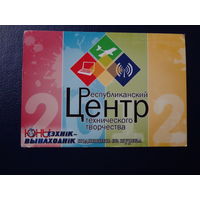 Республиканский
Центр
технического
творчества
ЮНЫ ТЭХНІК-
ВЫНАХОДНІК
2 2